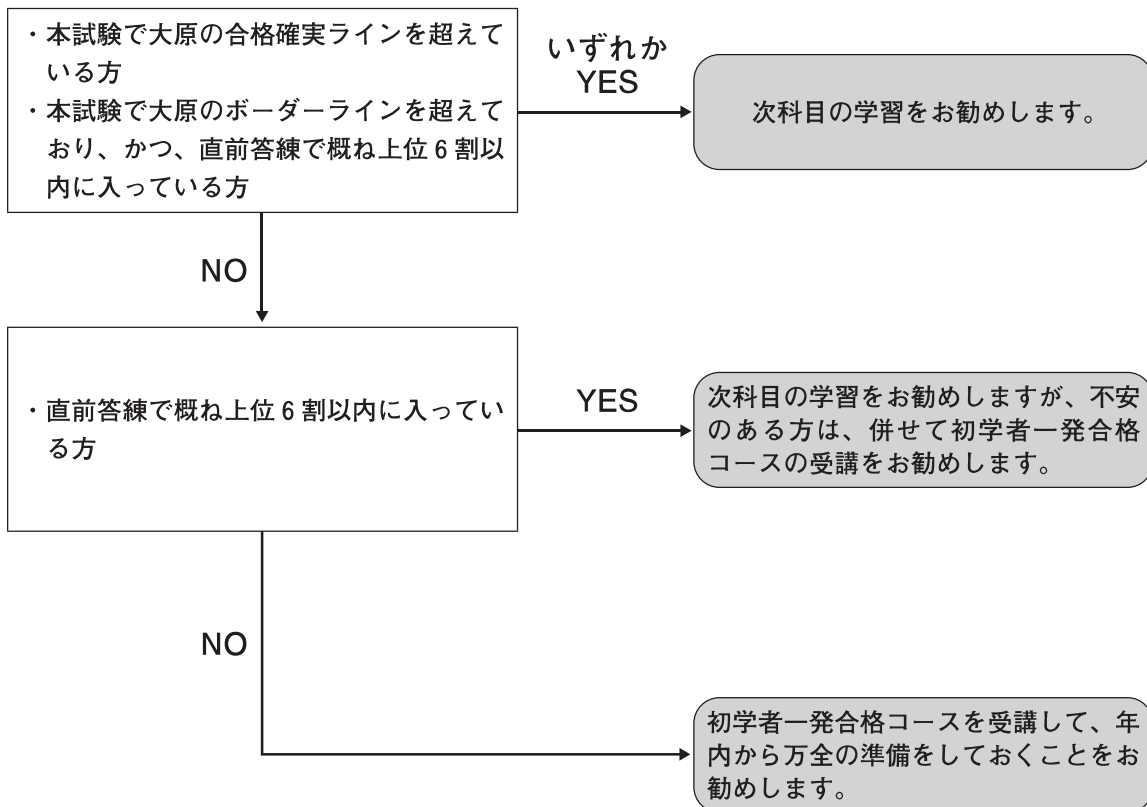 ・本試験で大原の合格確実ラインを超えて
いる方
・本試験で大原のボーダーラインを超えて
おり、かつ、直前答練で概ね上位6割以
内に入っている方
いずれか
YES
次科目の学習をお勧めします。
NO
・直前答練で概ね上位6割以内に入ってい
る方
YES
次科目の学習をお勧めしますが、不安
のある方は、併せて初学者一発合格
コースの受講をお勧めします。
NO
初学者一発合格コースを受講して、年
内から万全の準備をしておくことをお
勧めします。